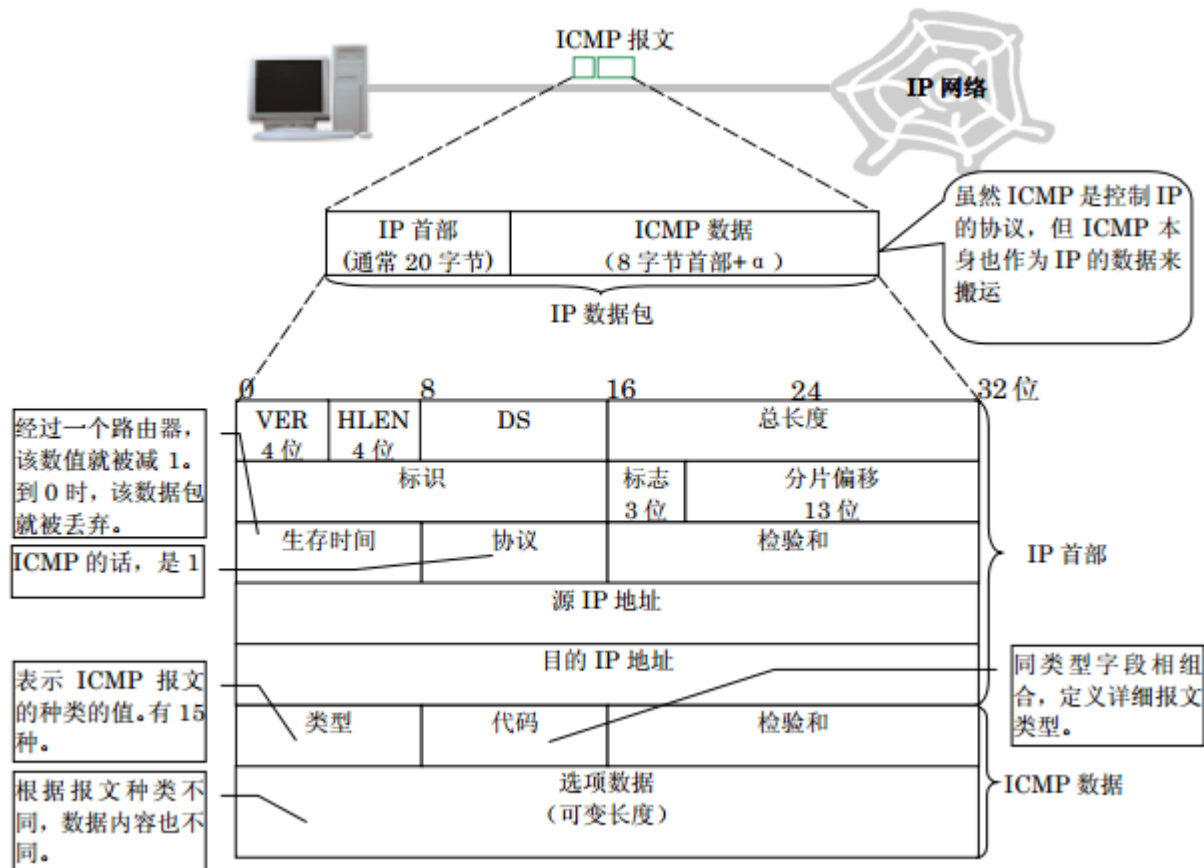 ICMP 报文
IP 网络
虽然 ICMP 是控制 IP
的协议，但 ICMP 本
身也作为 IP 的数据来
搬运
IP 首部
(通常 20 字节)
ICMP 数据
（8 字节首部+α）
IP 数据包
0 8 16 24 32 位
经过一个路由器，
该数值就被减 1。
到 0 时，该数据包
就被丢弃。
ICMP 的话，是 1
表示 ICMP 报文
的种类的值。有 15
种。
根据报文种类不
同，数据内容也不
同。
VER
4 位
HLEN
4 位
DS
总长度
标识
标志
3 位
分片偏移
13 位
生存时间
协议
检验和
源 IP 地址
目的 IP 地址
类型
代码
检验和
选项数据
（可变长度）
IP 首部
同类型字段相组
合，定义详细报文
类型。
ICMP 数据